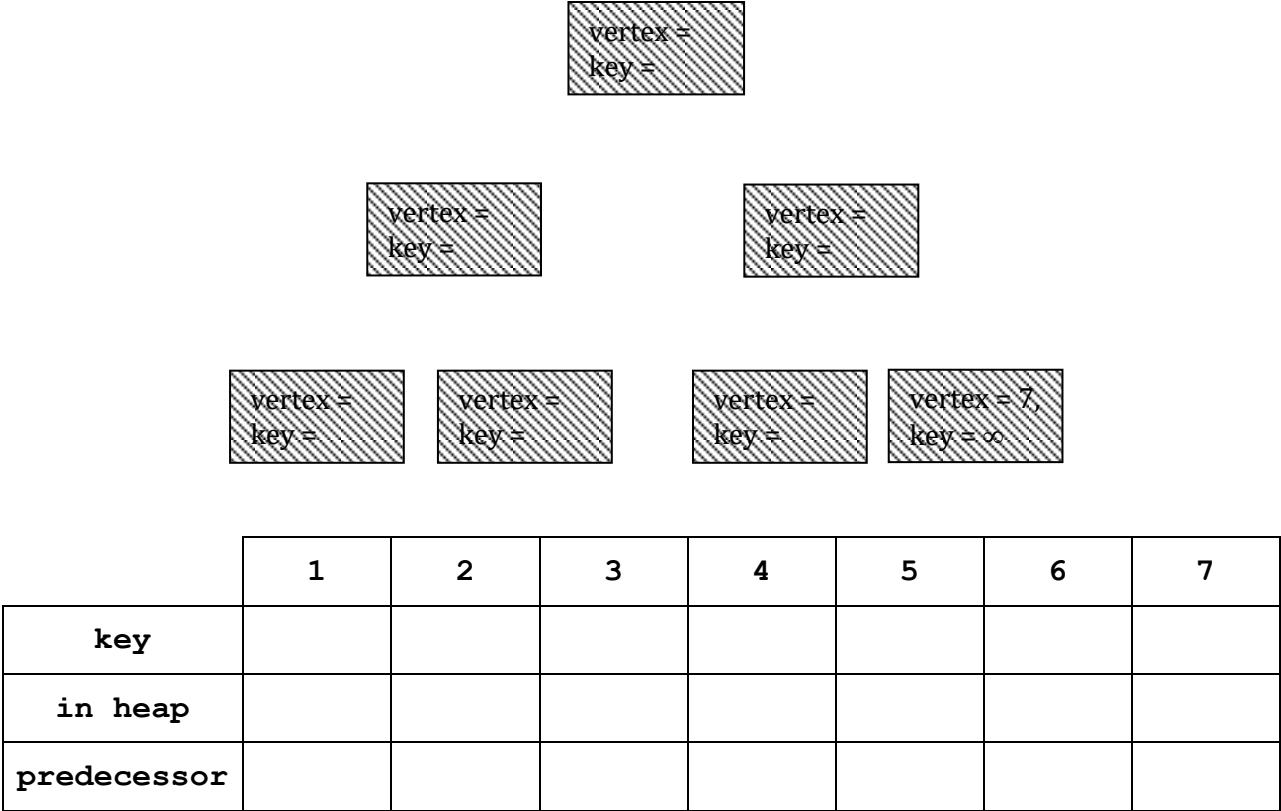 vertex =
key =
vertex =
key =
vertex =
key =
vertex =
key =
vertex =
key =
vertex =
key =
vertex = 7,
key = ∞
1 2 3 4 5 6 7
key
in heap
predecessor